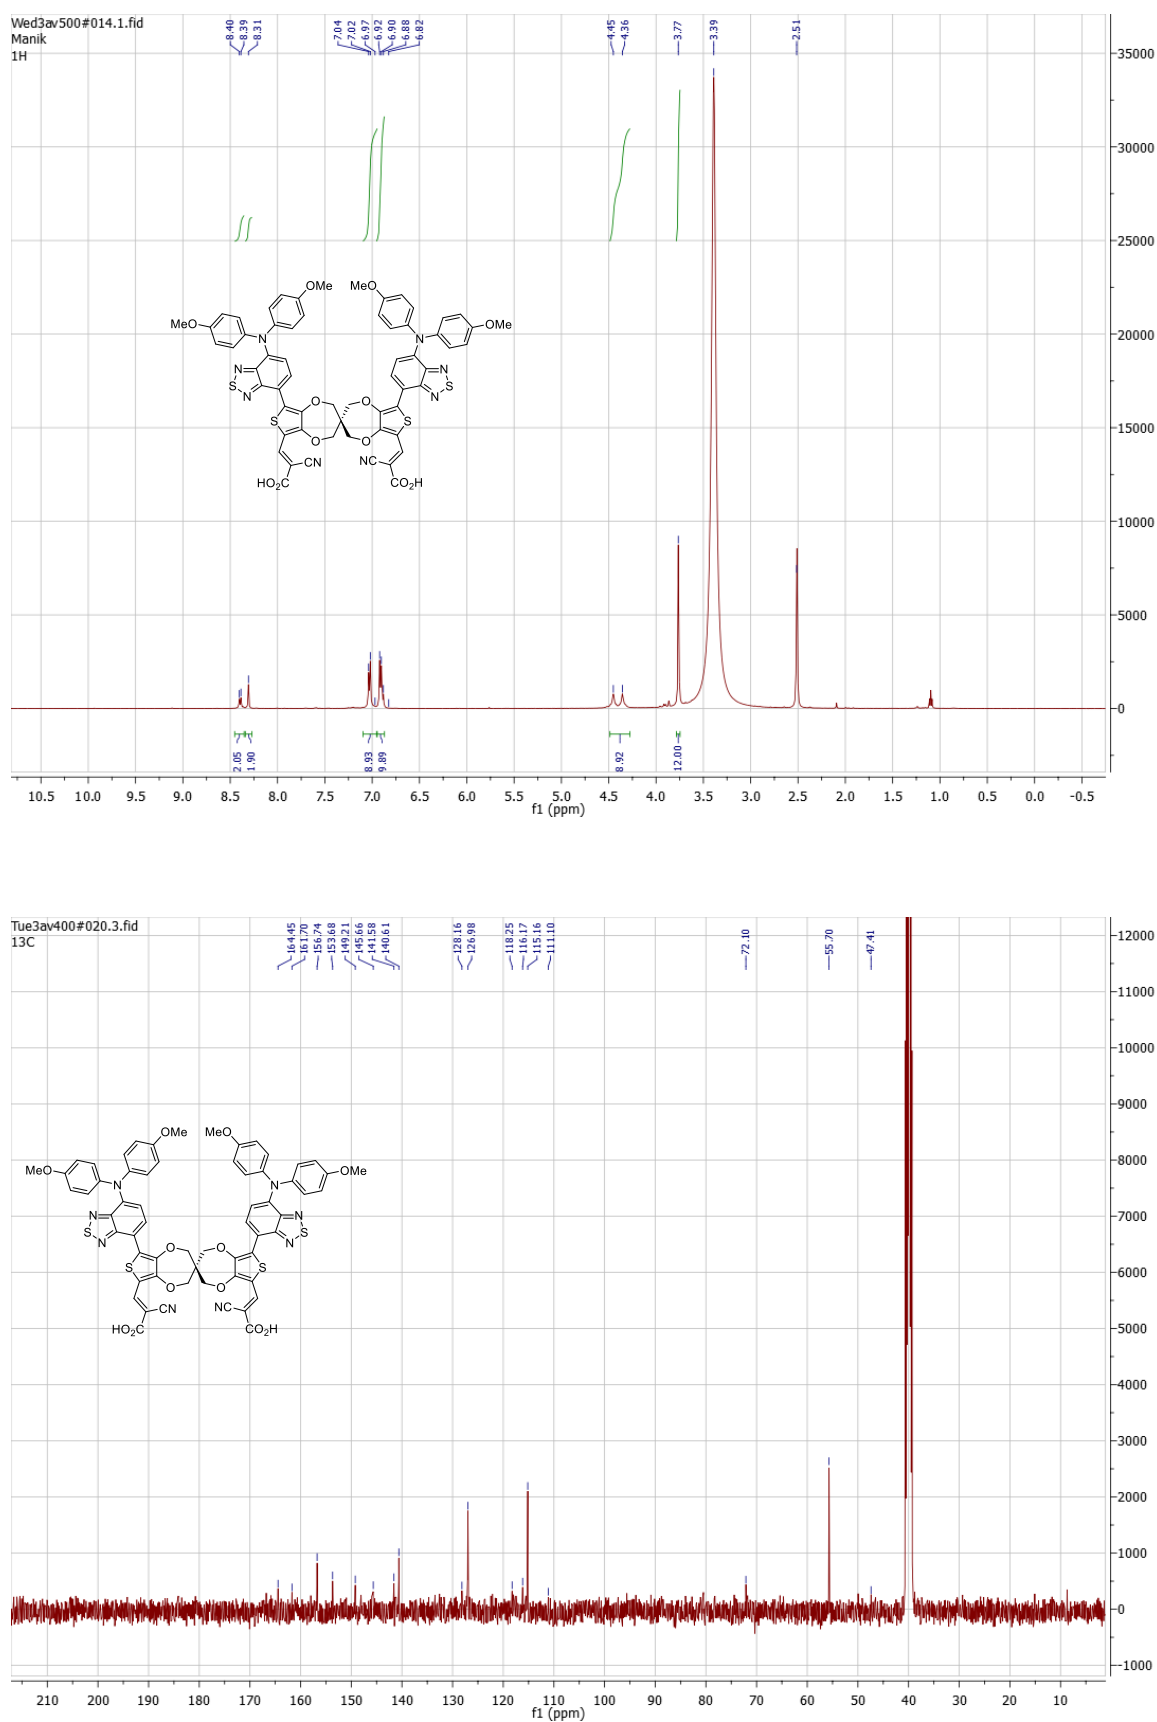 Wed3av500#014.1.fid
Manik
1H
8.40
8.39
8.31
7.04
7.02
6.97
6.92
6.90
6.88
6.82
4.45
4.36
3.77
3.39
2.51
35000
30000
25000
20000
15000
10000
5000
0
OMe
MeO
MeO
OMe
N
N
N
S
N
O
O
S
O
O
N
S
N
S
CN
NC
HO2C
CO2H
2.05
1.90
8.93
9.89
8.92
12.00
10.5 10.0 9.5 9.0 8.5 8.0 7.5 7.0 6.5 6.0 5.5 5.0 4.5 4.0 3.5 3.0 2.5 2.0 1.5 1.0 0.5 0.0 -0.5
f1 (ppm)
Tue3av400#020.3.fid
13C
164.45
161.70
156.74
153.68
149.21
145.66
141.58
140.61
128.16
126.98
118.25
116.17
115.16
111.10
72.10
55.70
47.41
12000
11000
10000
9000
8000
7000
6000
5000
4000
3000
2000
1000
0
-1000
OMe
MeO
MeO
OMe
N
N
N
S
N
O
O
S
O
O
N
S
N
S
CN
NC
HO2C
CO2H
210 200 190 180 170 160 150 140 130 120 110 100 90 80 70 60 50 40 30 20 10
f1 (ppm)